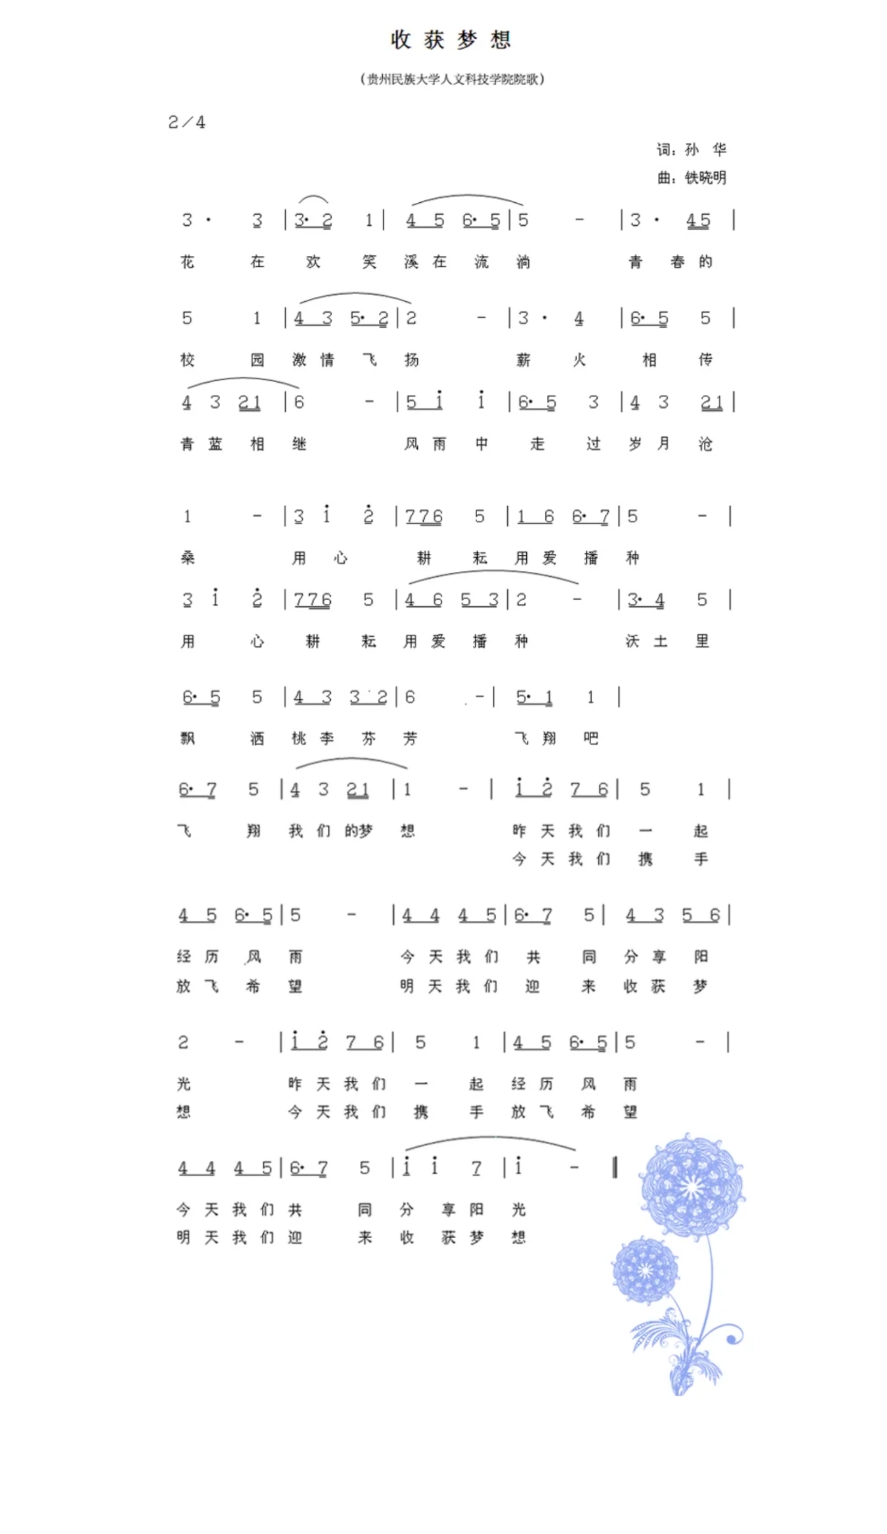 收获梦想
(贵州民族大学人文科技学院院歌)
2/4
词：孙 华
曲：铁晓明
3 · 3 | 3· 2 1 | 4 5 6· 5 | 5 - | 3 · 4 5 |
花 在 欢 笑 溪 在 流 淌 青 春 的
5 1 | 4 3 5· 2 | 2 - | 3 · 4 | 6· 5 5 |
校 园 激 情 飞 扬 薪 火 相 传
4 3 2 1 | 6 - | 5 i i | 6· 5 3 | 4 3 2 1 |
青 蓝 相 继 风 雨 中 走 过 岁 月 沧
1 - | 3 i 2̇ | 7 7 6 5 | 1 6 6· 7 | 5 - |
桑 用 心 耕 耘 用 爱 播 种
3 i 2̇ | 7 7 6 5 | 4 6 5 3 | 2 - | 3· 4 5 |
用 心 耕 耘 用 爱 播 种 沃 土 里
6· 5 5 | 4 3 3 2 | 6 - | 5· 1 1 |
飘 洒 桃 李 芬 芳 飞 翔 吧
6· 7 5 | 4 3 2 1 | 1 - | i 2̇ 7 6 | 5 1 |
飞 翔 我 们 的 梦 想 昨 天 我 们 一 起
今 天 我 们 携 手
4 5 6· 5 | 5 - | 4 4 4 5 | 6· 7 5 | 4 3 5 6 |
经 历 风 雨 今 天 我 们 共 同 分 享 阳
放 飞 希 望 明 天 我 们 迎 来 收 获 梦
2 - | i 2̇ 7 6 | 5 1 | 4 5 6· 5 | 5 - |
光 昨 天 我 们 一 起 经 历 风 雨
想 今 天 我 们 携 手 放 飞 希 望
4 4 4 5 | 6· 7 5 | i i 7 | i - ‖
今 天 我 们 共 同 分 享 阳 光
明 天 我 们 迎 来 收 获 梦 想